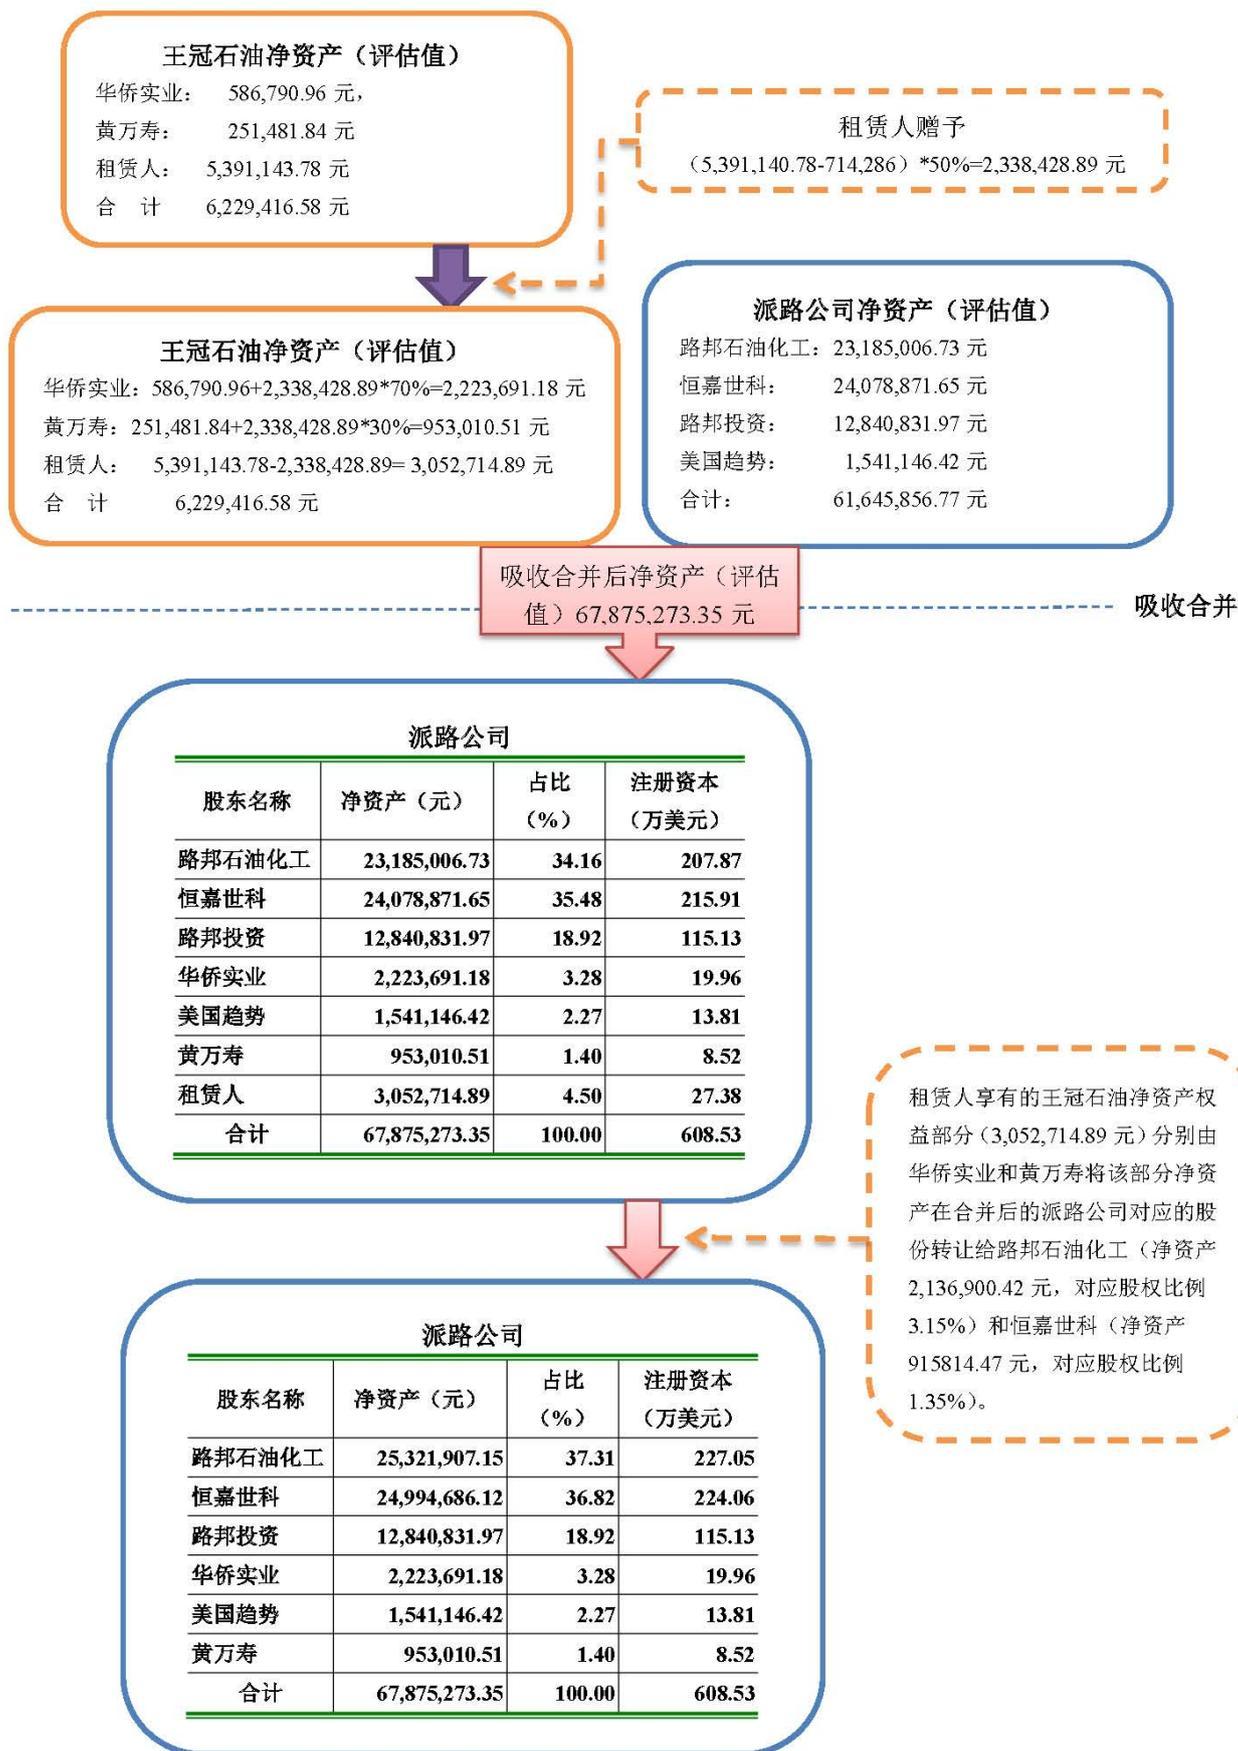 王冠石油净资产（评估值）
华侨实业： 586,790.96 元，
黄万寿： 251,481.84 元
租赁人： 5,391,143.78 元
合 计 6,229,416.58 元
租赁人赠予
（5,391,140.78-714,286）*50%=2,338,428.89 元
王冠石油净资产（评估值）
华侨实业：586,790.96+2,338,428.89*70%=2,223,691.18 元
黄万寿：251,481.84+2,338,428.89*30%=953,010.51 元
租赁人： 5,391,143.78-2,338,428.89= 3,052,714.89 元
合 计 6,229,416.58 元
派路公司净资产（评估值）
路邦石油化工：23,185,006.73 元
恒嘉世科： 24,078,871.65 元
路邦投资： 12,840,831.97 元
美国趋势： 1,541,146.42 元
合计： 61,645,856.77 元
吸收合并后净资产（评估
值）67,875,273.35 元
吸收合并
派路公司
股东名称 净资产（元） 占比（%） 注册资本（万美元）
路邦石油化工 23,185,006.73 34.16 207.87
恒嘉世科 24,078,871.65 35.48 215.91
路邦投资 12,840,831.97 18.92 115.13
华侨实业 2,223,691.18 3.28 19.96
美国趋势 1,541,146.42 2.27 13.81
黄万寿 953,010.51 1.40 8.52
租赁人 3,052,714.89 4.50 27.38
合计 67,875,273.35 100.00 608.53
租赁人享有的王冠石油净资产权
益部分（3,052,714.89 元）分别由
华侨实业和黄万寿将该部分净资
产在合并后的派路公司对应的股
份转让给路邦石油化工（净资产
2,136,900.42 元，对应股权比例
3.15%）和恒嘉世科（净资产
915814.47 元，对应股权比例
1.35%）。
派路公司
股东名称 净资产（元） 占比（%） 注册资本（万美元）
路邦石油化工 25,321,907.15 37.31 227.05
恒嘉世科 24,994,686.12 36.82 224.06
路邦投资 12,840,831.97 18.92 115.13
华侨实业 2,223,691.18 3.28 19.96
美国趋势 1,541,146.42 2.27 13.81
黄万寿 953,010.51 1.40 8.52
合计 67,875,273.35 100.00 608.53